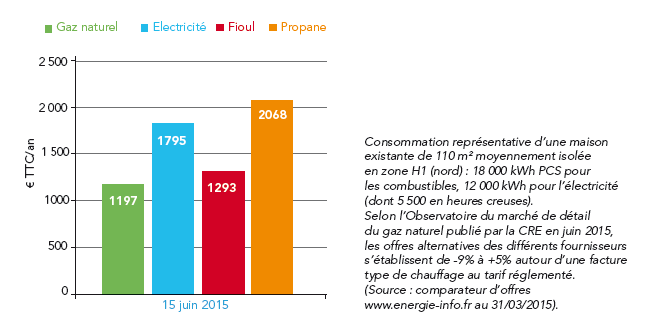 Gaz naturel Electricité Fioul Propane
€ TTC/an
2 500
2 000
1 500
1000
500
0
1197
1795
1293
2068
15 juin 2015
Consommation représentative d’une maison
existante de 110 m² moyennement isolée
en zone H1 (nord) : 18 000 kWh PCS pour
les combustibles, 12 000 kWh pour l’électricité
(dont 5 500 en heures creuses).
Selon l’Observatoire du marché de détail
du gaz naturel publié par la CRE en juin 2015,
les offres alternatives des différents fournisseurs
s’établissent de -9% à +5% autour d’une facture
type de chauffage au tarif réglementé.
(Source : comparateur d’offres
www.energie-info.fr au 31/03/2015).